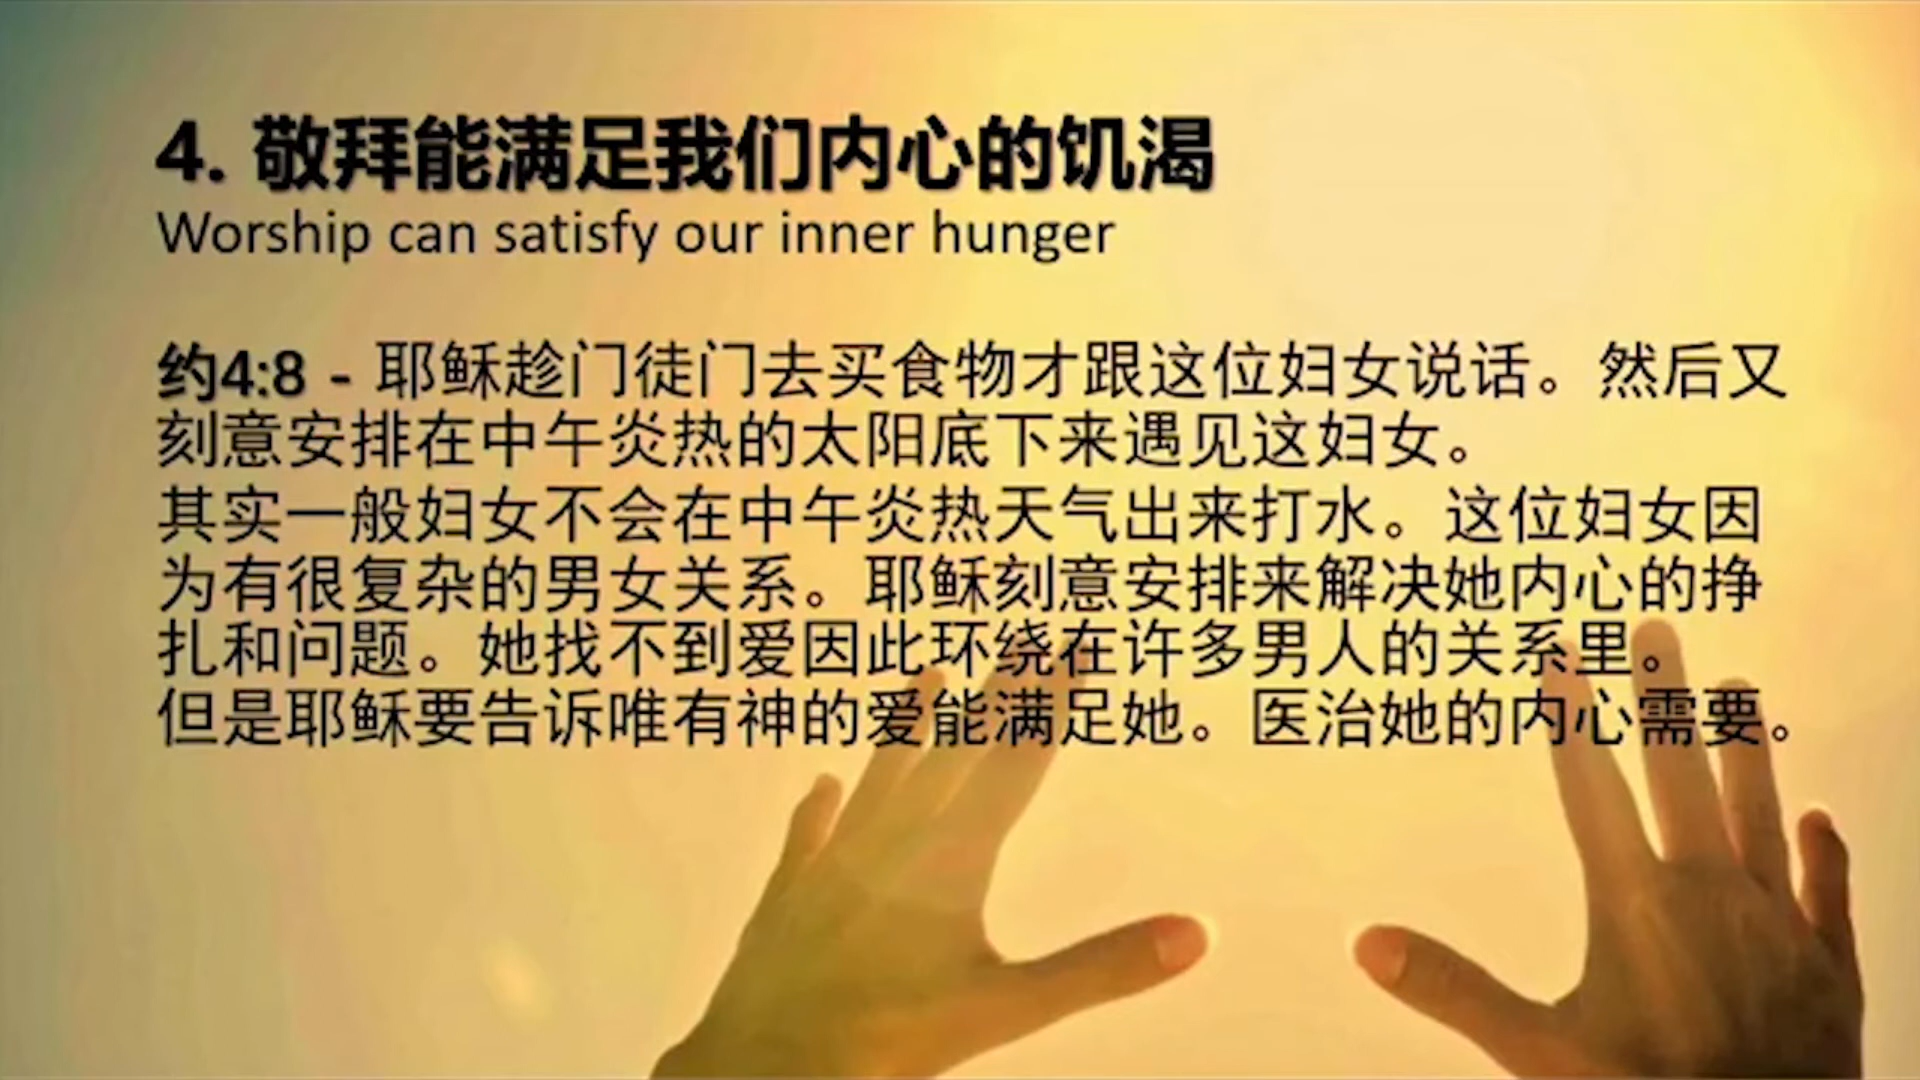 4. 敬拜能满足我们内心的饥渴
Worship can satisfy our inner hunger
约4:8 - 耶稣趁门徒门去买食物才跟这位妇女说话。然后又
刻意安排在中午炎热的太阳底下来遇见这妇女。
其实一般妇女不会在中午炎热天气出来打水。这位妇女因
为有很复杂的男女关系。耶稣刻意安排来解决她内心的挣
扎和问题。她找不到爱因此环绕在许多男人的关系里。
但是耶稣要告诉唯有神的爱能满足她。医治她的内心需要。